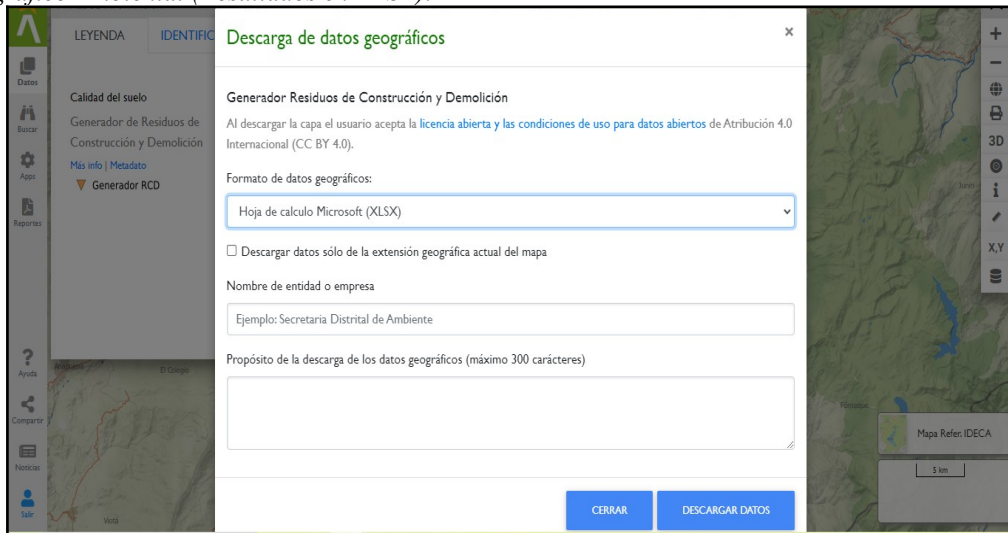 LEYENDA
IDENTIFIC
Calidad del suelo
Generador de Residuos de
Construcción y Demolición
Más info | Metadato
Generador RCD
Datos
Buscar
Apps
Reportes
Ayuda
Compartir
Noticias
Salir
Descarga de datos geográficos
×
Generador Residuos de Construcción y Demolición
Al descargar la capa el usuario acepta la licencia abierta y las condiciones de uso para datos abiertos de Atribución 4.0
Internacional (CC BY 4.0).
Formato de datos geográficos:
Hoja de calculo Microsoft (XLSX)
Descargar datos sólo de la extensión geográfica actual del mapa
Nombre de entidad o empresa
Ejemplo: Secretaria Distrital de Ambiente
Propósito de la descarga de los datos geográficos (máximo 300 carácteres)
CERRAR
DESCARGAR DATOS
3D
X,Y
Junin
El Colegio
Viotá
Mapa Refer. IDECA
5 km